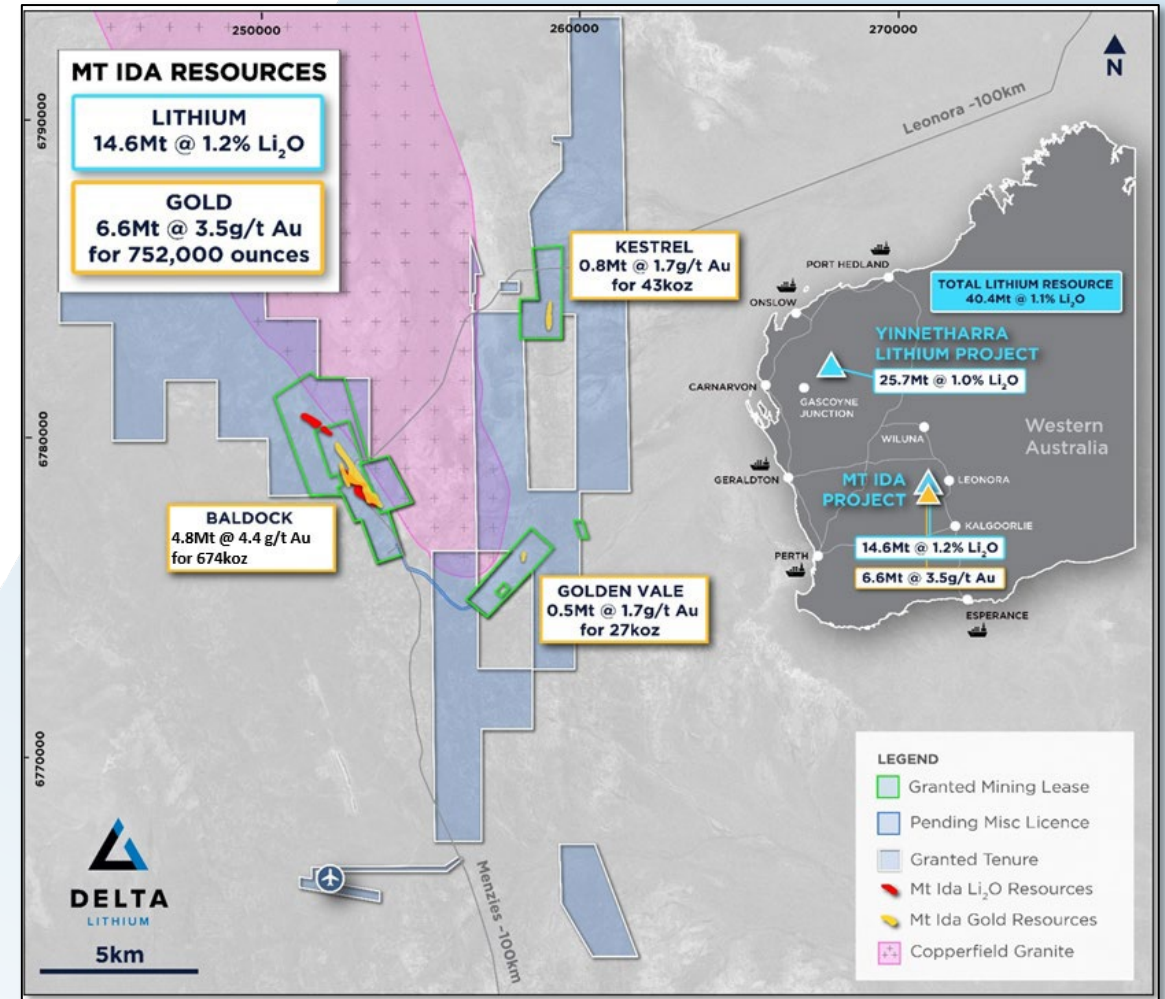 250000
260000
270000
6790000
6780000
6770000
MT IDA RESOURCES
LITHIUM
14.6Mt @ 1.2% Li₂O
GOLD
6.6Mt @ 3.5g/t Au
for 752,000 ounces
N
Leonora ~100km
KESTREL
0.8Mt @ 1.7g/t Au
for 43koz
BALDOCK
4.8Mt @ 4.4 g/t Au
for 674koz
GOLDEN VALE
0.5Mt @ 1.7g/t Au
for 27koz
Menzies ~100km
PORT HEDLAND
ONSLOW
TOTAL LITHIUM RESOURCE
40.4Mt @ 1.1% Li₂O
YINNETHARRA
LITHIUM PROJECT
25.7Mt @ 1.0% Li₂O
CARNARVON
GASCOYNE
JUNCTION
WILUNA
Western
Australia
GERALDTON
MT IDA
PROJECT
LEONORA
KALGOORLIE
PERTH
14.6Mt @ 1.2% Li₂O
6.6Mt @ 3.5g/t Au
ESPERANCE
LEGEND
Granted Mining Lease
Pending Misc Licence
Granted Tenure
Mt Ida Li₂O Resources
Mt Ida Gold Resources
Copperfield Granite
DELTA
LITHIUM
5km